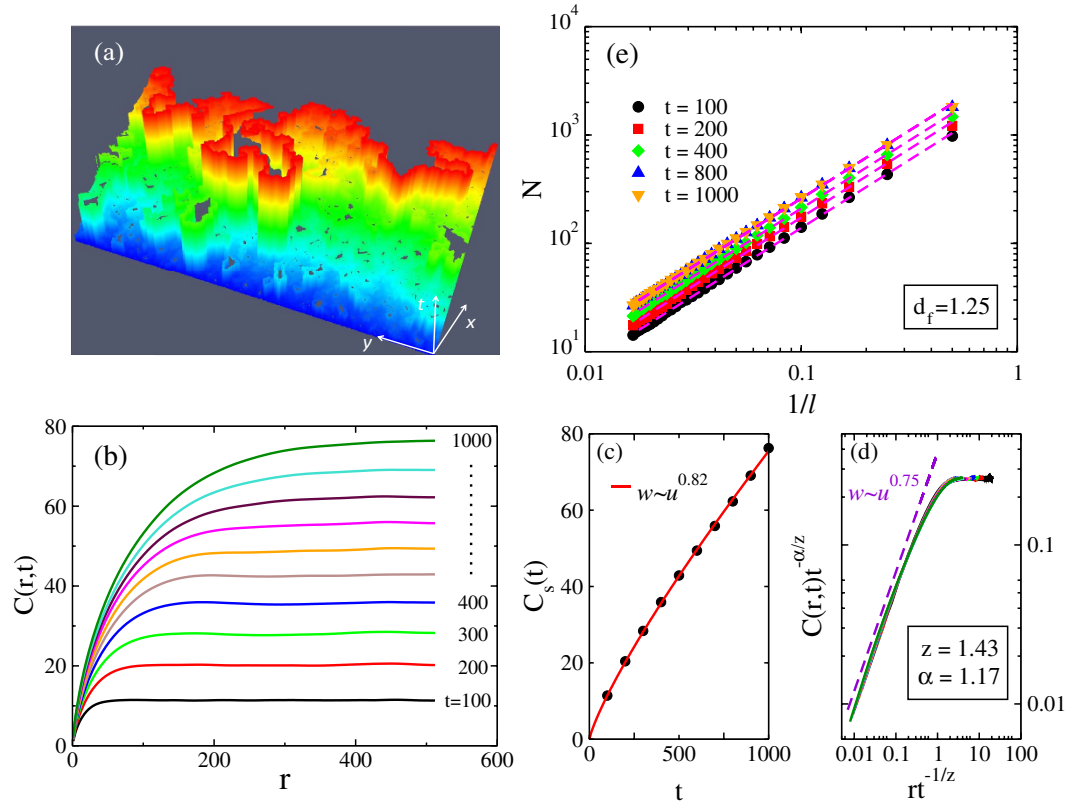 (a)
t
x
y
(e)
N
10^4
10^3
10^2
10^1
t = 100
t = 200
t = 400
t = 800
t = 1000
d_f=1.25
0.01
0.1
1
1/l
(b)
C(r,t)
80
60
40
20
0
1000
400
300
200
t=100
0
200
400
600
r
(c)
C_s(t)
80
60
40
20
0
w~u^0.82
0
250
500
750
1000
t
(d)
C(r,t)t^-α/z
w~u^0.75
0.1
0.01
z = 1.43
α = 1.17
0.01
0.1
1
10
100
rt^-1/z